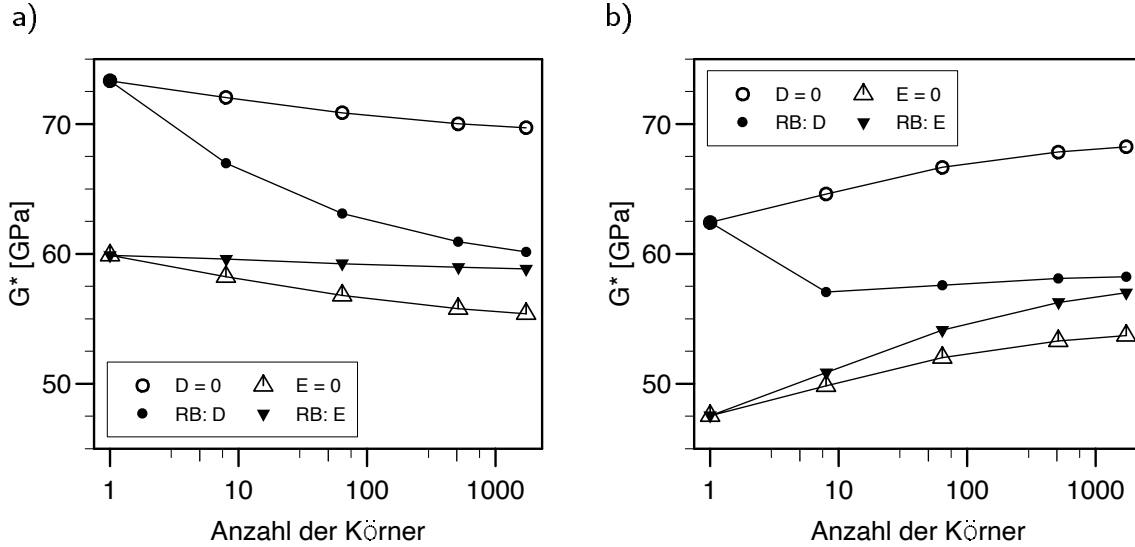 a)
G* [GPa]
70
60
50
D = 0
E = 0
RB: D
RB: E
1
10
100
1000
Anzahl der Körner
b)
G* [GPa]
70
60
50
D = 0
E = 0
RB: D
RB: E
1
10
100
1000
Anzahl der Körner